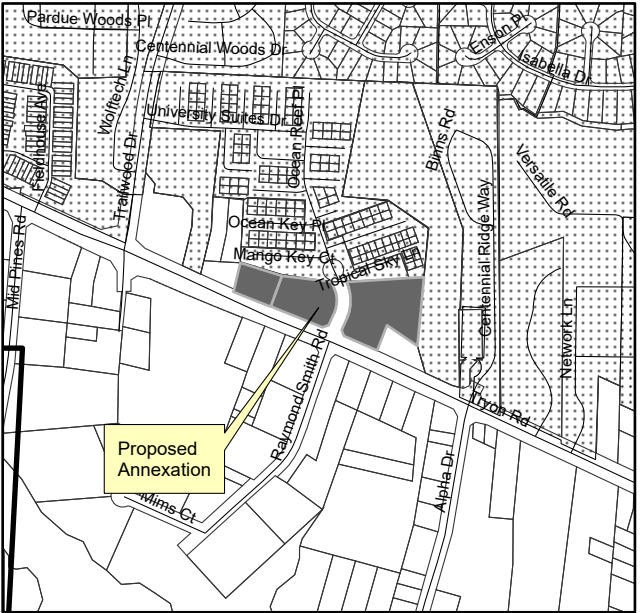 Pardue Woods Pl
Centennial Woods Dr
Enson Pl
Isabella Dr
Wolftech Ln
Fieldhouse Ave
University Suites Dr
Ocean Reef Pl
Binns Rd
Versatile Rd
Trailwood Dr
Ocean Key Pl
Mango Key Ct
Tropical Sky Ln
Mid Pines Rd
Centennial Ridge Way
Network Ln
Raymond Smith Rd
Tryon Rd
Proposed
Annexation
Alpha Dr
Mims Ct